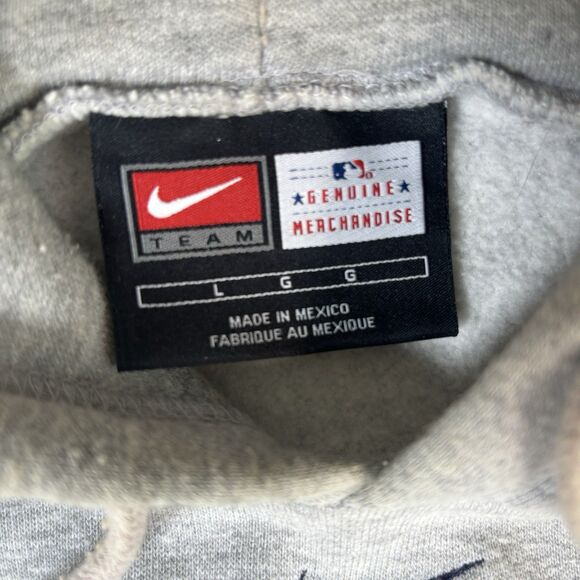 TEAM
GENUINE
MERCHANDISE
L G G
MADE IN MEXICO
FABRIQUE AU MEXIQUE